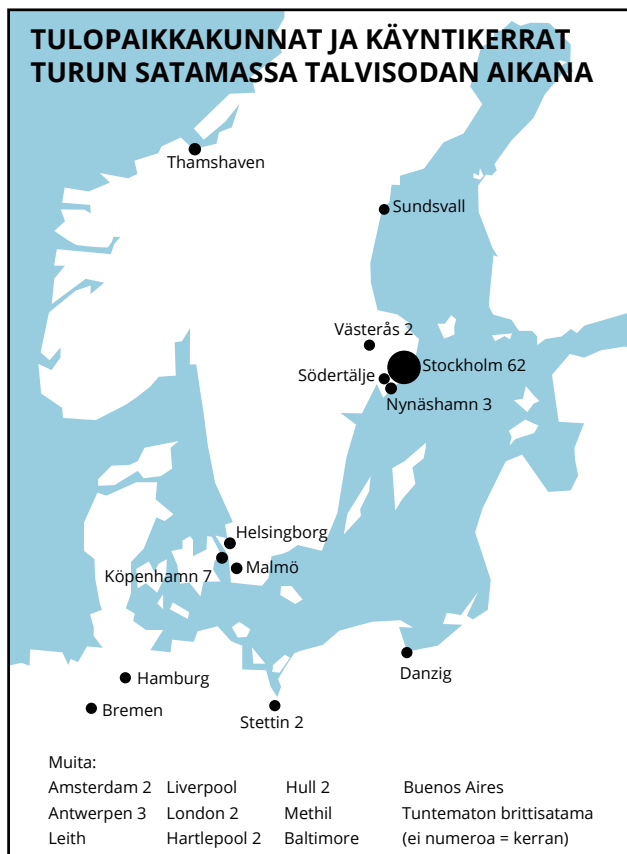 TULOPAIKKAKUNNAT JA KÄYNTIKERRAT
TURUN SATAMASSA TALVISODAN AIKANA
Thamshaven
Sundsvall
Västerås 2
Stockholm 62
Södertälje
Nynäshamn 3
Helsingborg
Köpenhamn 7
Malmö
Danzig
Hamburg
Bremen
Stettin 2
Muita:
Amsterdam 2 Liverpool Hull 2 Buenos Aires
Antwerpen 3 London 2 Methil Tuntematon brittisatama
Leith Hartlepool 2 Baltimore (ei numeroa = kerran)